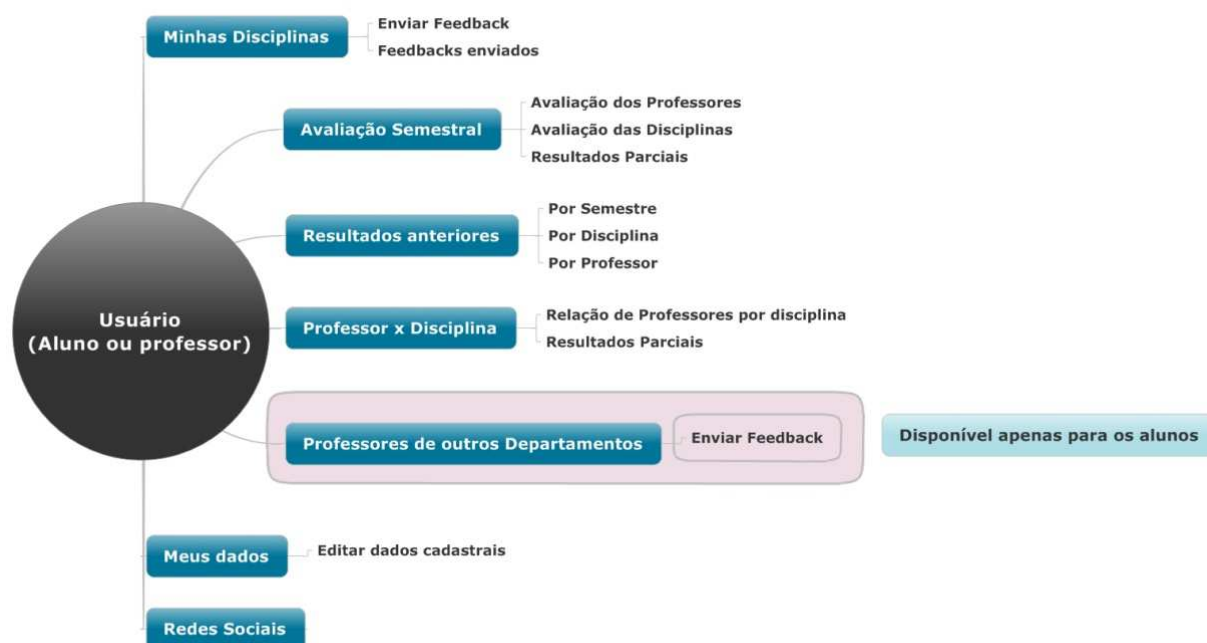 Minhas Disciplinas
Enviar Feedback
Feedbacks enviados
Avaliação Semestral
Avaliação dos Professores
Avaliação das Disciplinas
Resultados Parciais
Resultados anteriores
Por Semestre
Por Disciplina
Por Professor
Usuário
(Aluno ou professor)
Professor x Disciplina
Relação de Professores por disciplina
Resultados Parciais
Professores de outros Departamentos
Enviar Feedback
Disponível apenas para os alunos
Meus dados
Editar dados cadastrais
Redes Sociais